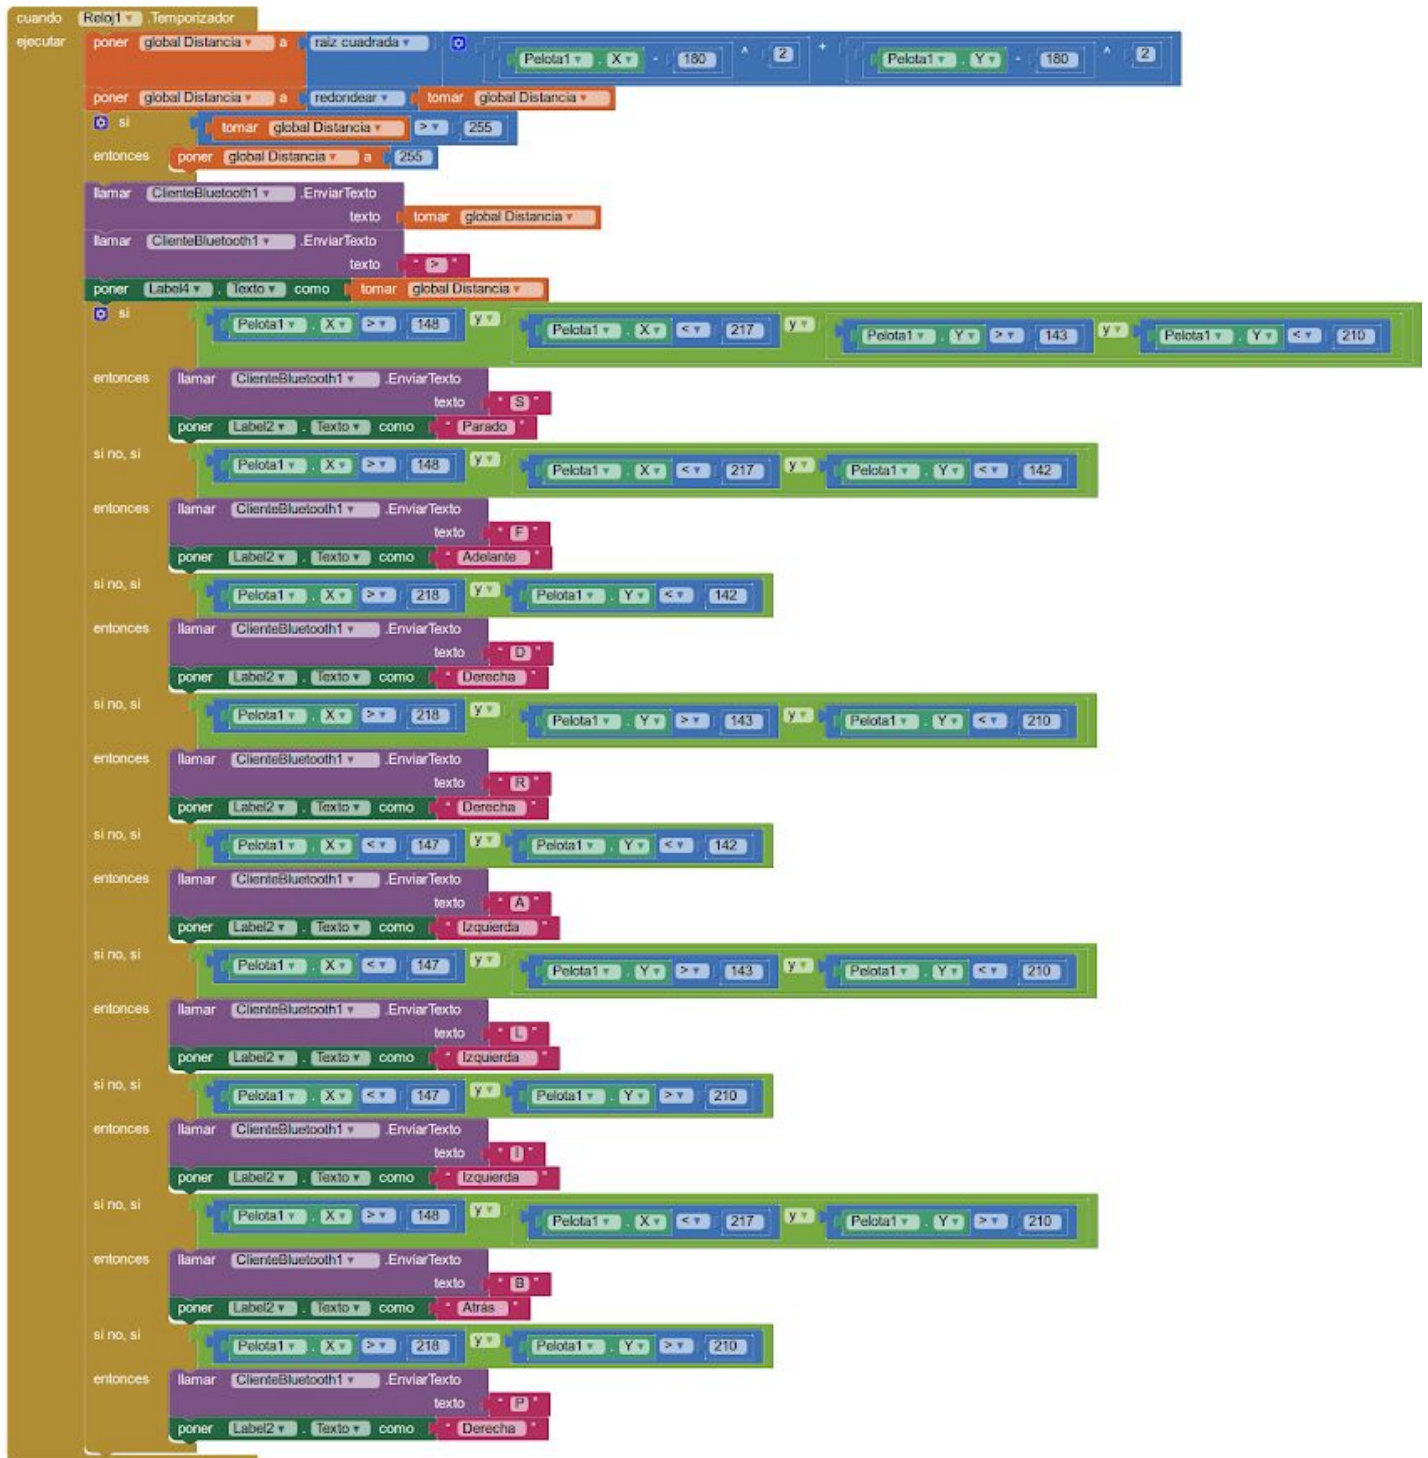 cuando Reloj1 .Temporizador
ejecutar poner global Distancia a raiz cuadrada Pelota1 . X - 180 ^ 2 + Pelota1 . Y - 180 ^ 2
poner global Distancia a redondear tomar global Distancia
si tomar global Distancia > 255
entonces poner global Distancia a 255
llamar ClienteBluetooth1 .EnviarTexto
texto tomar global Distancia
llamar ClienteBluetooth1 .EnviarTexto
texto " > "
poner Label4 . Texto como tomar global Distancia
si Pelota1 . X > 148 y Pelota1 . X < 217 y Pelota1 . Y > 143 y Pelota1 . Y < 210
entonces llamar ClienteBluetooth1 .EnviarTexto
texto " S "
poner Label2 . Texto como " Parado "
si no, si Pelota1 . X > 148 y Pelota1 . X < 217 y Pelota1 . Y < 142
entonces llamar ClienteBluetooth1 .EnviarTexto
texto " F "
poner Label2 . Texto como " Adelante "
si no, si Pelota1 . X > 218 y Pelota1 . Y < 142
entonces llamar ClienteBluetooth1 .EnviarTexto
texto " D "
poner Label2 . Texto como " Derecha "
si no, si Pelota1 . X > 218 y Pelota1 . Y > 143 y Pelota1 . Y < 210
entonces llamar ClienteBluetooth1 .EnviarTexto
texto " R "
poner Label2 . Texto como " Derecha "
si no, si Pelota1 . X < 147 y Pelota1 . Y < 142
entonces llamar ClienteBluetooth1 .EnviarTexto
texto " A "
poner Label2 . Texto como " Izquierda "
si no, si Pelota1 . X < 147 y Pelota1 . Y > 143 y Pelota1 . Y < 210
entonces llamar ClienteBluetooth1 .EnviarTexto
texto " L "
poner Label2 . Texto como " Izquierda "
si no, si Pelota1 . X < 147 y Pelota1 . Y > 210
entonces llamar ClienteBluetooth1 .EnviarTexto
texto " I "
poner Label2 . Texto como " Izquierda "
si no, si Pelota1 . X > 148 y Pelota1 . X < 217 y Pelota1 . Y > 210
entonces llamar ClienteBluetooth1 .EnviarTexto
texto " B "
poner Label2 . Texto como " Atrás "
si no, si Pelota1 . X > 218 y Pelota1 . Y > 210
entonces llamar ClienteBluetooth1 .EnviarTexto
texto " P "
poner Label2 . Texto como " Derecha "